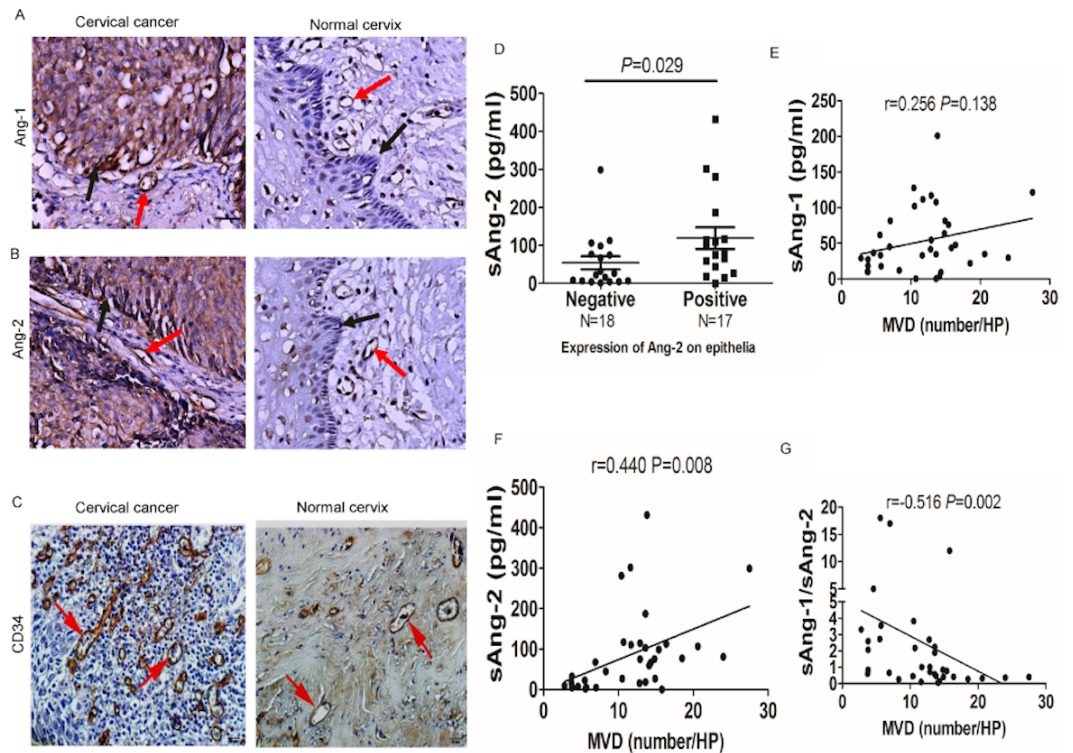 A
Cervical cancer
Normal cervix
Ang-1
B
Ang-2
C
Cervical cancer
Normal cervix
CD34
D
P=0.029
sAng-2 (pg/ml)
500
400
300
200
100
0
Negative
Positive
N=18
N=17
Expression of Ang-2 on epithelia
E
r=0.256 P=0.138
sAng-1 (pg/ml)
250
200
150
100
50
0
0
10
20
30
MVD (number/HP)
F
r=0.440 P=0.008
sAng-2 (pg/ml)
500
400
300
200
100
0
0
10
20
30
MVD (number/HP)
G
r=-0.516 P=0.002
sAng-1/sAng-2
20
15
10
5
5
4
3
2
1
0
0
10
20
30
MVD (number/HP)